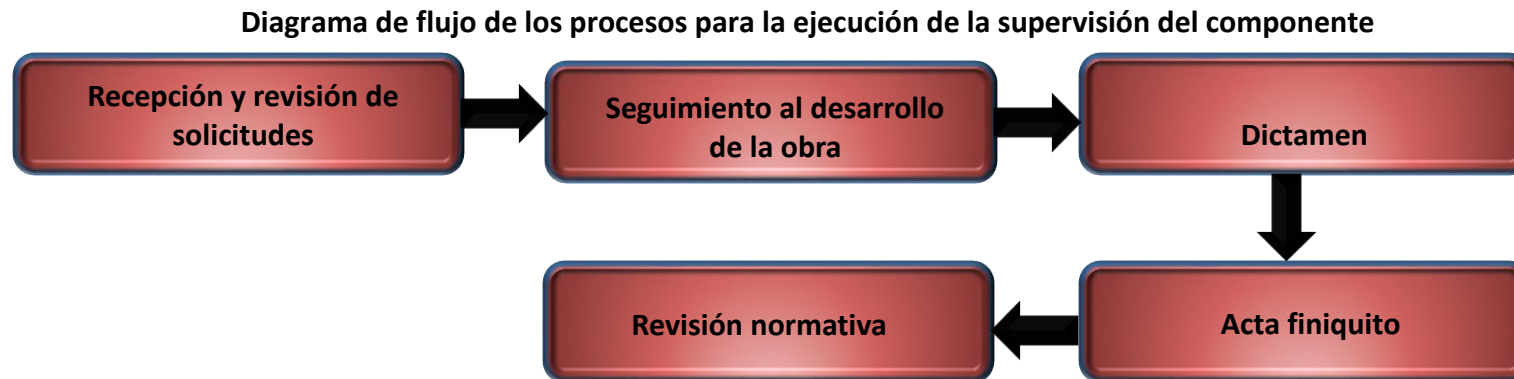 Diagrama de flujo de los procesos para la ejecución de la supervisión del componente
Recepción y revisión de
solicitudes
Seguimiento al desarrollo
de la obra
Dictamen
Acta finiquito
Revisión normativa